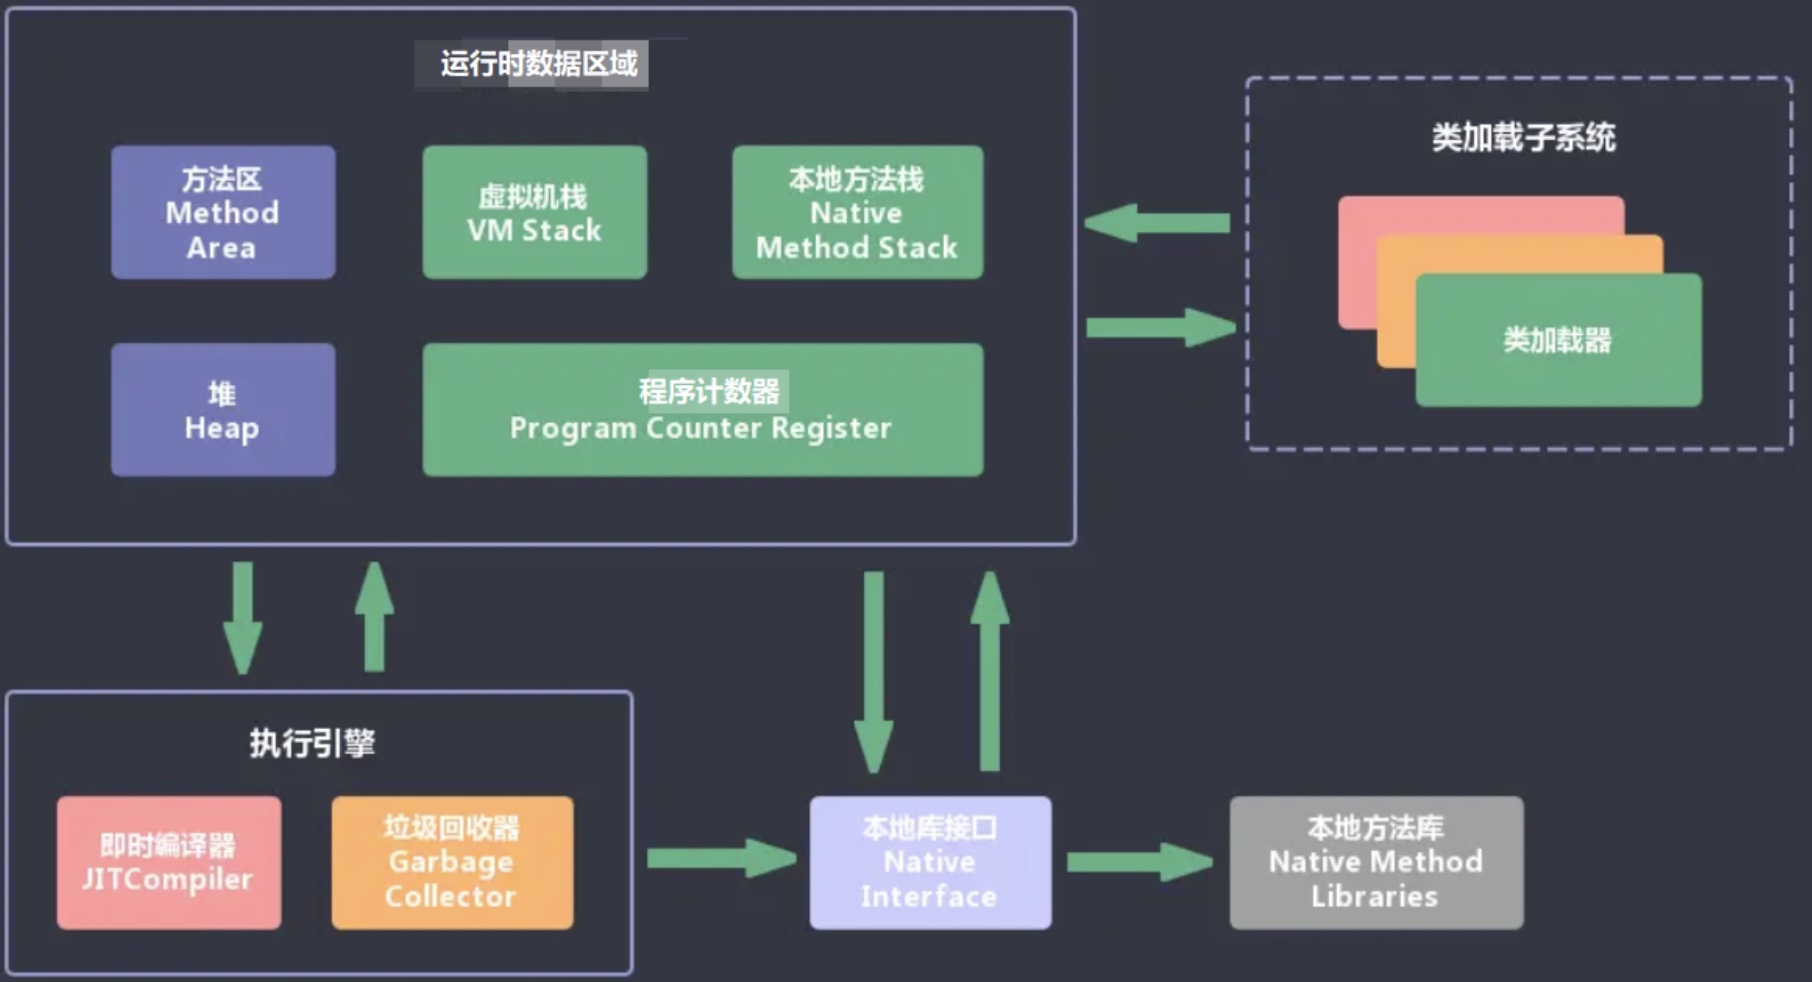 运行时数据区域
方法区
Method
Area
虚拟机栈
VM Stack
本地方法栈
Native
Method Stack
堆
Heap
程序计数器
Program Counter Register
类加载子系统
类加载器
执行引擎
即时编译器
JITCompiler
垃圾回收器
Garbage
Collector
本地库接口
Native
Interface
本地方法库
Native Method
Libraries